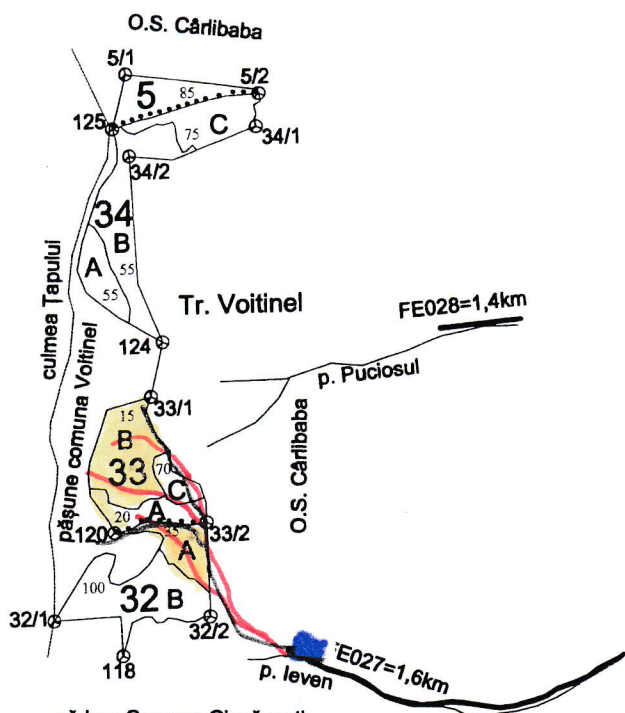 O.S. Cârlibaba
5/1
5/2
5
85
125
C
75
34/1
34/2
34
B
A
55
55
culmea Țapului
Tr. Voitinel
FE028=1,4km
124
p. Puciosul
pășune comuna Voitinel
33/1
15
B
O.S. Cârlibaba
33
70
C
A
20
120
33/2
A
100
32
B
32/1
32/2
118
E027=1,6km
p. Ieven